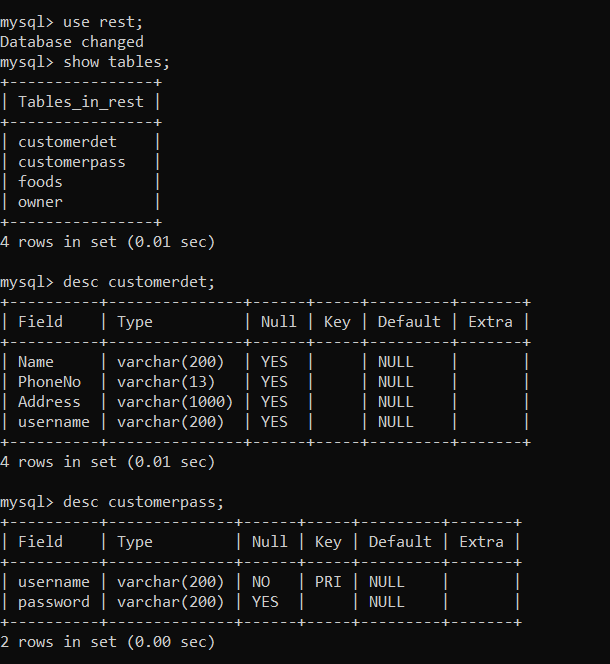 mysql> use rest;
Database changed
mysql> show tables;
+----------------+
| Tables_in_rest |
+----------------+
| customerdet    |
| customerpass   |
| foods          |
| owner          |
+----------------+
4 rows in set (0.01 sec)

mysql> desc customerdet;
+----------+---------------+------+-----+---------+-------+
| Field    | Type          | Null | Key | Default | Extra |
+----------+---------------+------+-----+---------+-------+
| Name     | varchar(200)  | YES  |     | NULL    |       |
| PhoneNo  | varchar(13)   | YES  |     | NULL    |       |
| Address  | varchar(1000) | YES  |     | NULL    |       |
| username | varchar(200)  | YES  |     | NULL    |       |
+----------+---------------+------+-----+---------+-------+
4 rows in set (0.01 sec)

mysql> desc customerpass;
+----------+--------------+------+-----+---------+-------+
| Field    | Type         | Null | Key | Default | Extra |
+----------+--------------+------+-----+---------+-------+
| username | varchar(200) | NO   | PRI | NULL    |       |
| password | varchar(200) | YES  |     | NULL    |       |
+----------+--------------+------+-----+---------+-------+
2 rows in set (0.00 sec)